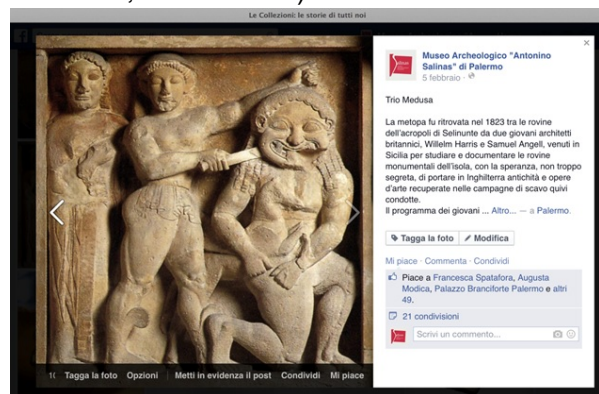 Le Collezioni: le storie di tutti noi
Museo Archeologico "Antonino
Salinas" di Palermo
5 febbraio ·
Trio Medusa
La metopa fu ritrovata nel 1823 tra le rovine
dell'acropoli di Selinunte da due giovani architetti
britannici, Willelm Harris e Samuel Angell, venuti in
Sicilia per studiare e documentare le rovine
monumentali dell'isola, con la speranza, non troppo
segreta, di portare in Inghilterra antichità e opere
d'arte recuperate nelle campagne di scavo quivi
condotte.
Il programma dei giovani ... Altro... — a Palermo.
Tagga la foto Modifica
Mi piace · Commenta · Condividi
Piace a Francesca Spatafora, Augusta
Modica, Palazzo Branciforte Palermo e altri
49.
21 condivisioni
Scrivi un commento...
Tagga la foto Opzioni Metti in evidenza il post Condividi Mi piace